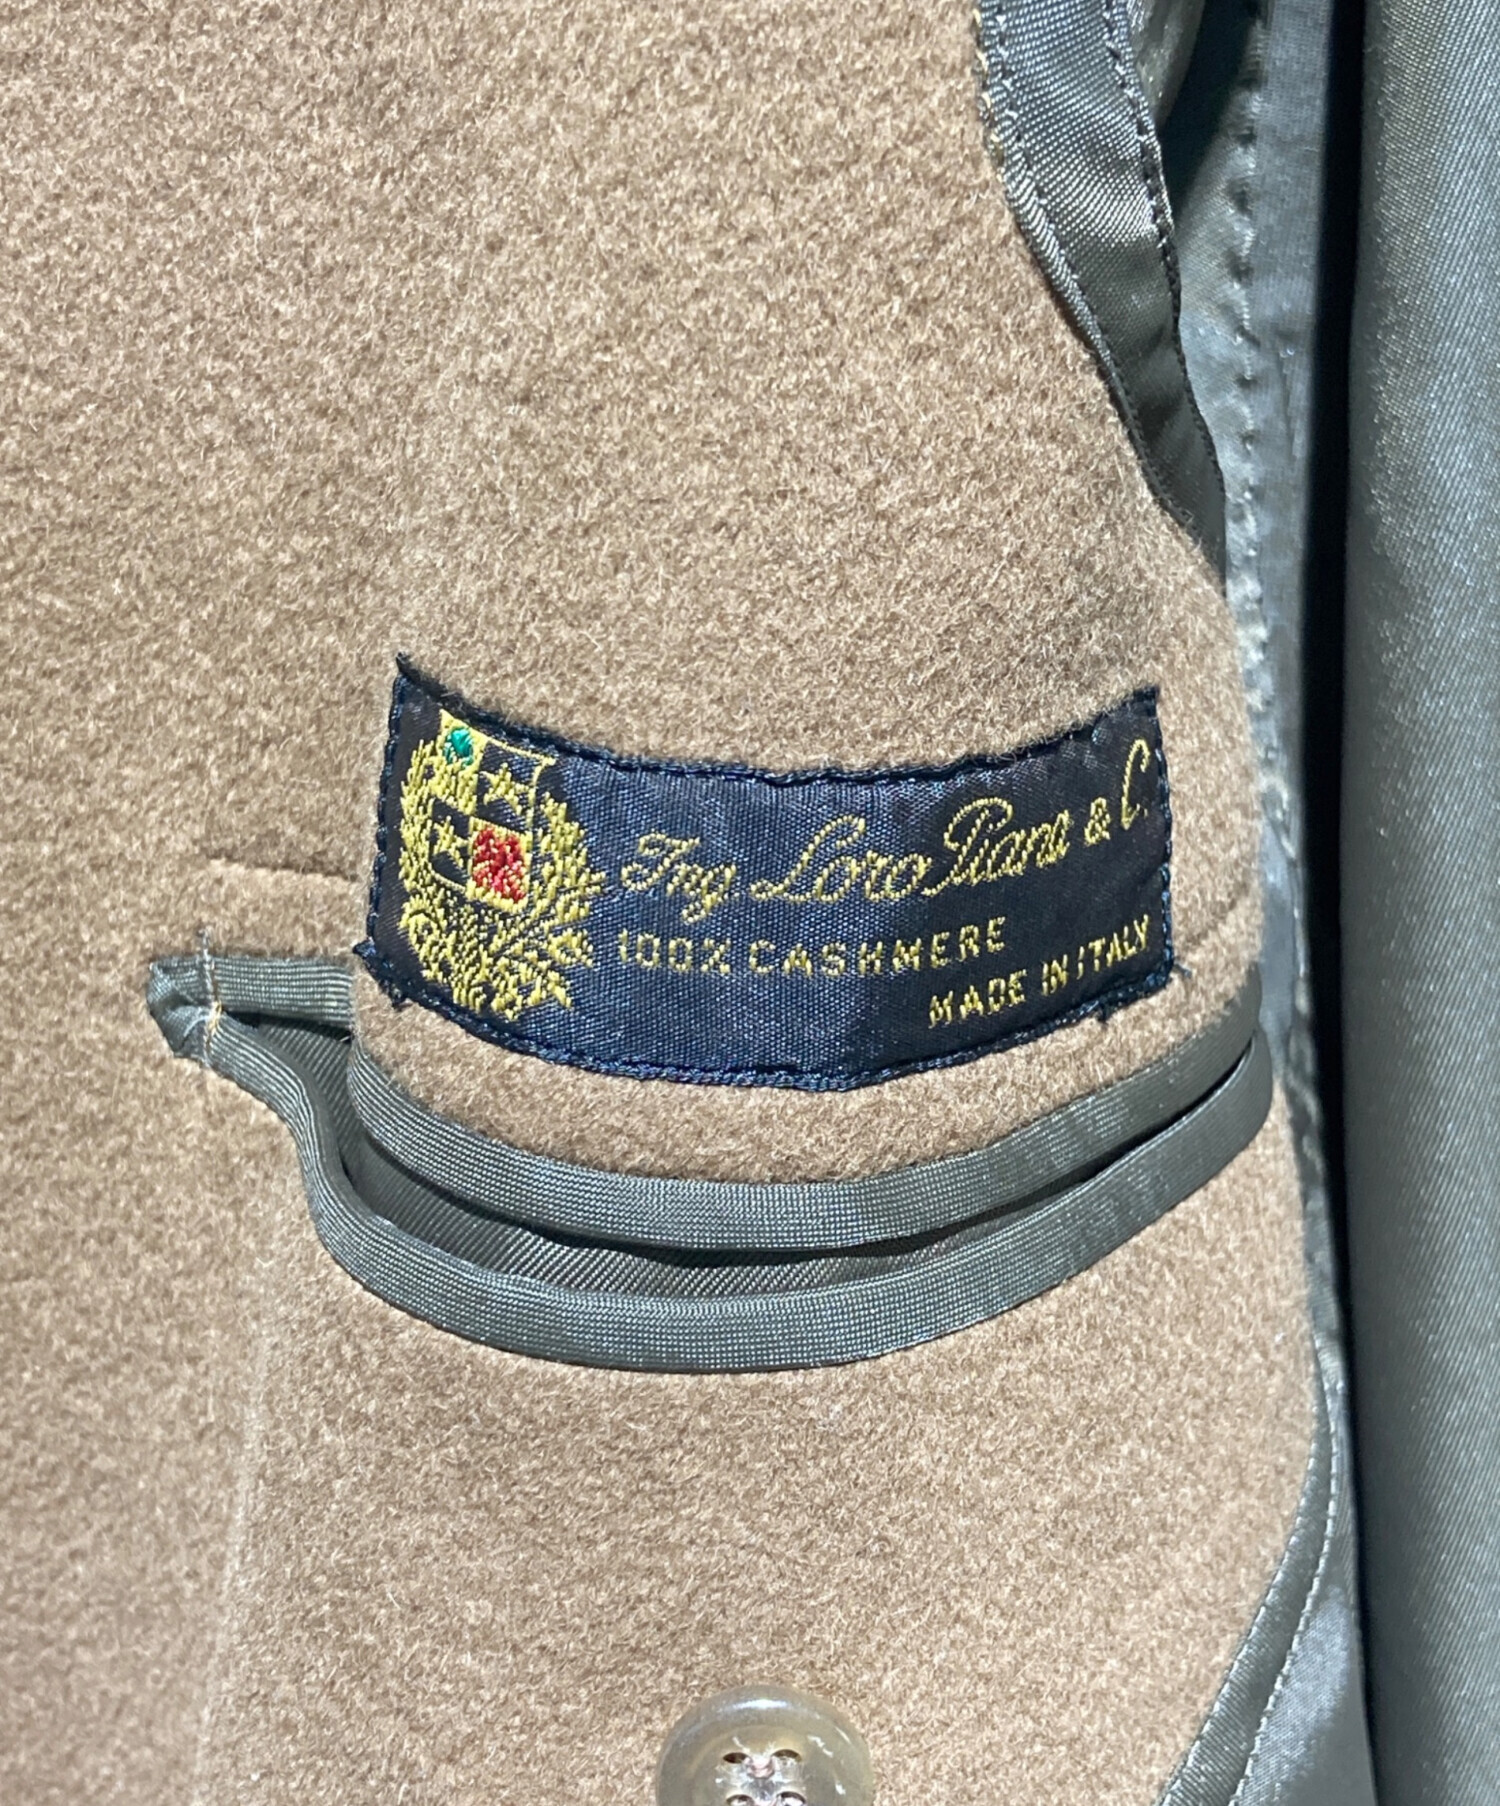 Ing Loro Piana & C.
100% CASHMERE
MADE IN ITALY